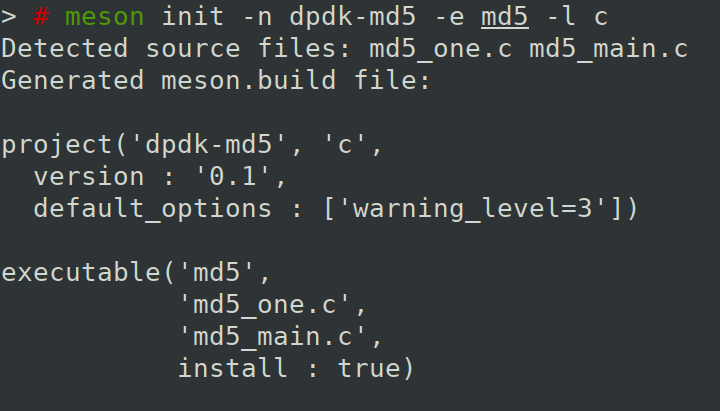 > # meson init -n dpdk-md5 -e md5 -l c
Detected source files: md5_one.c md5_main.c
Generated meson.build file:

project('dpdk-md5', 'c',
  version : '0.1',
  default_options : ['warning_level=3'])

executable('md5',
           'md5_one.c',
           'md5_main.c',
           install : true)